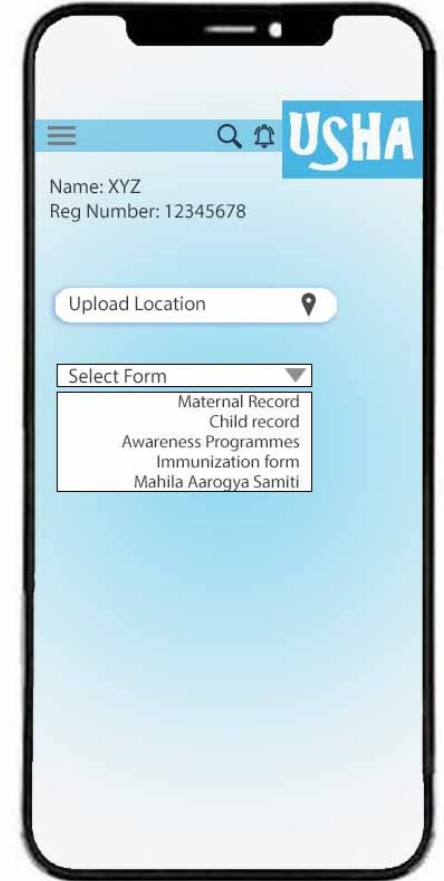 USHA
Name: XYZ
Reg Number: 12345678
Upload Location
Select Form
Maternal Record
Child record
Awareness Programmes
Immunization form
Mahila Aarogya Samiti